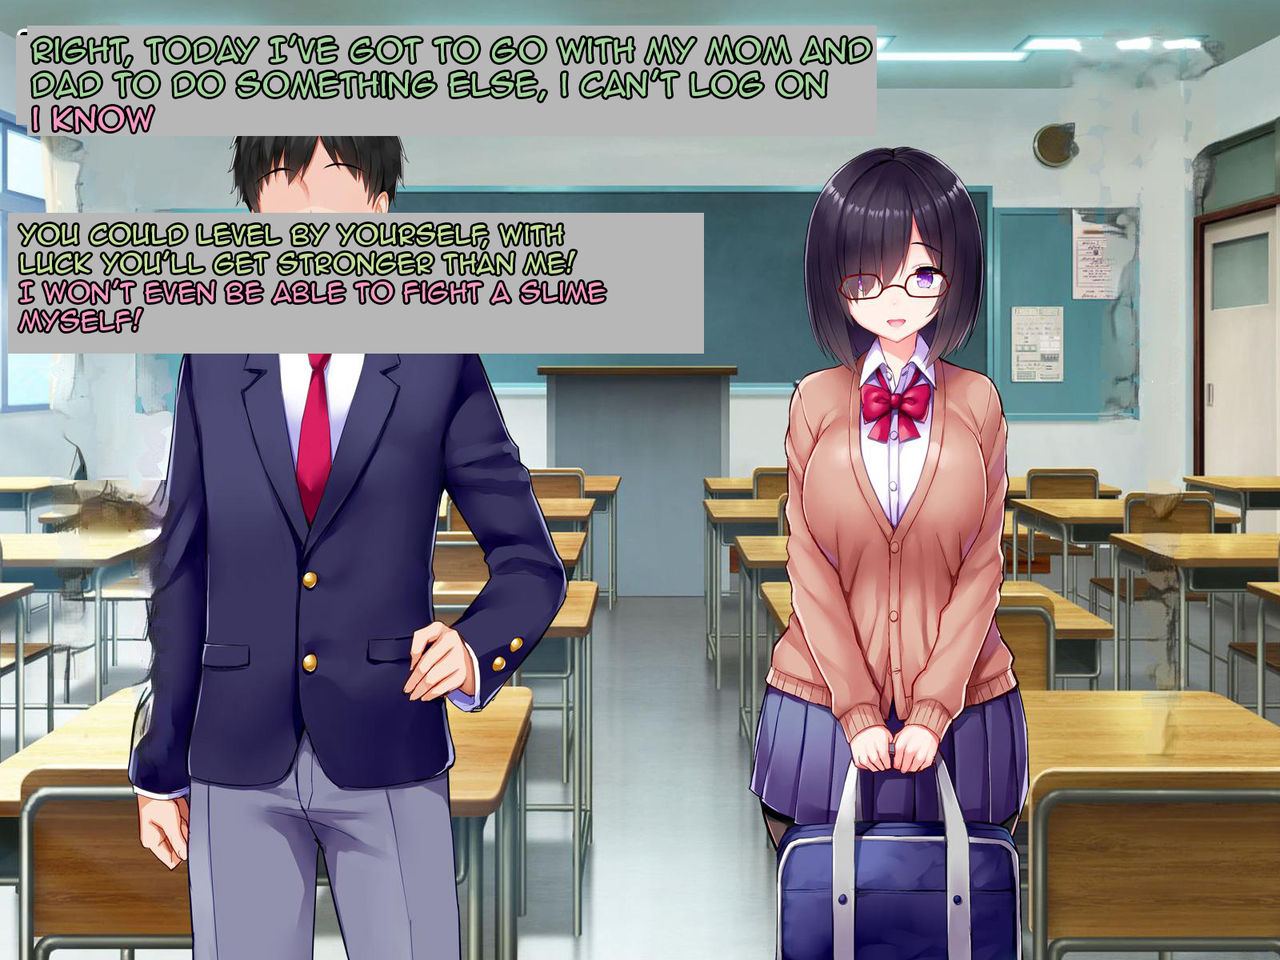 RIGHT, TODAY I'VE GOT TO GO WITH MY MOM AND
DAD TO DO SOMETHING ELSE, I CAN'T LOG ON
I KNOW
YOU COULD LEVEL BY YOURSELF, WITH
LUCK YOU'LL GET STRONGER THAN ME!
I WON'T EVEN BE ABLE TO FIGHT A SLIME
MYSELF!